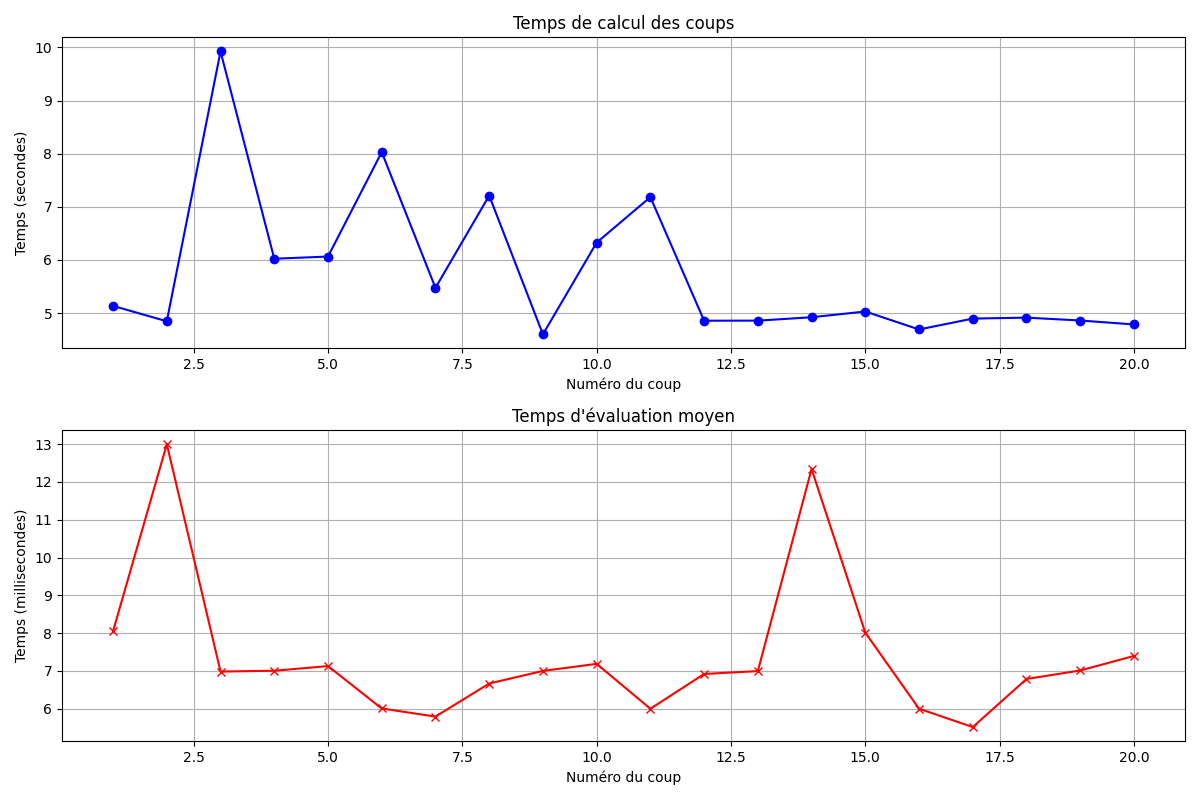 Temps de calcul des coups
Temps (secondes)
10
9
8
7
6
5
2.5 5.0 7.5 10.0 12.5 15.0 17.5 20.0
Numéro du coup
Temps d'évaluation moyen
Temps (millisecondes)
13
12
11
10
9
8
7
6
2.5 5.0 7.5 10.0 12.5 15.0 17.5 20.0
Numéro du coup